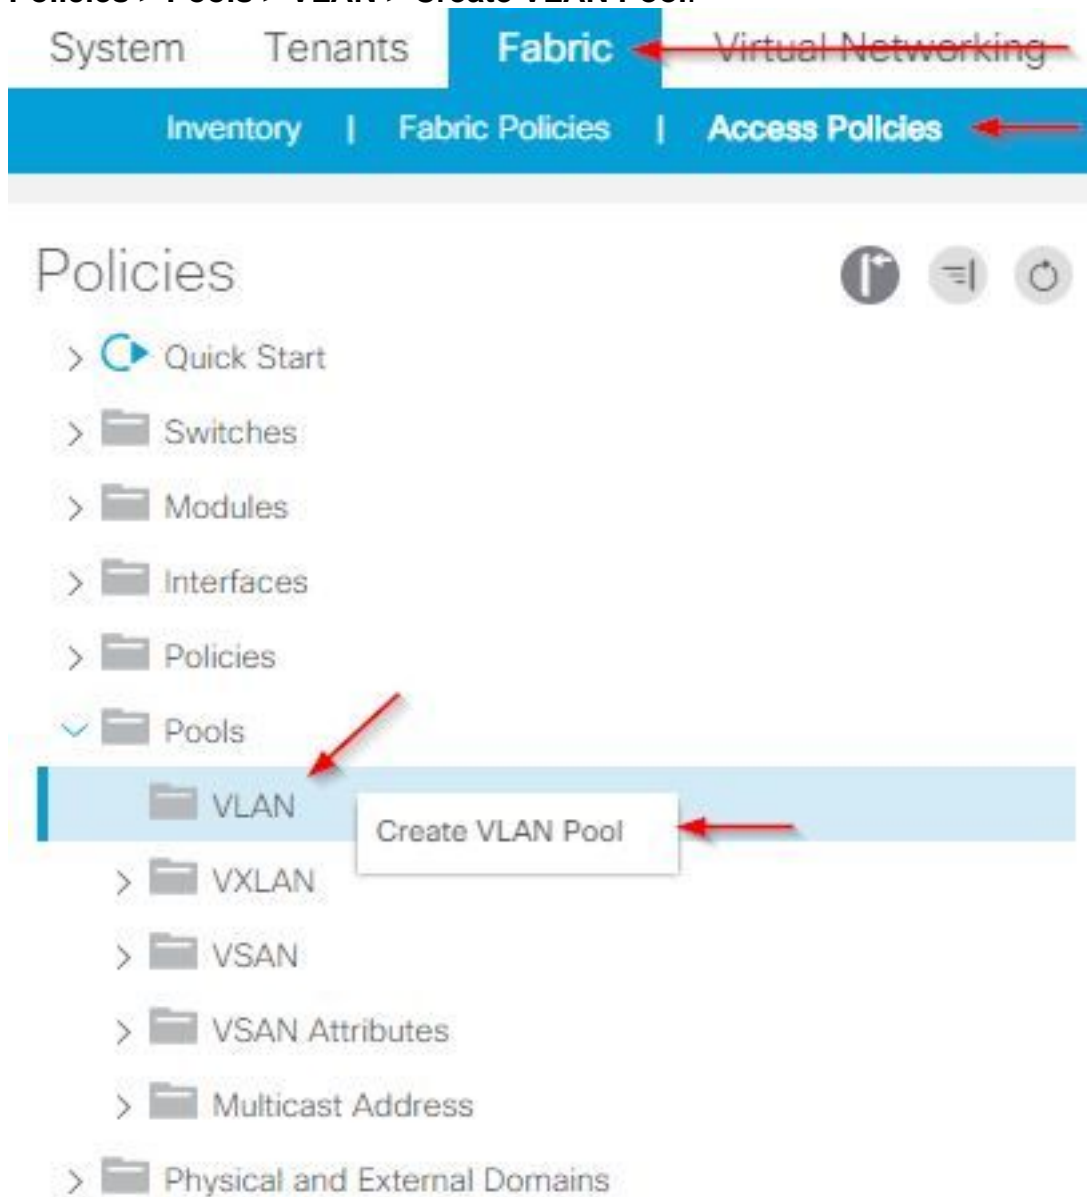 Policies > Pools > VLAN > Create VLAN Pool.
System Tenants Fabric Virtual Networking
Inventory | Fabric Policies | Access Policies
Policies
Quick Start
Switches
Modules
Interfaces
Policies
Pools
VLAN
Create VLAN Pool
VXLAN
VSAN
VSAN Attributes
Multicast Address
Physical and External Domains